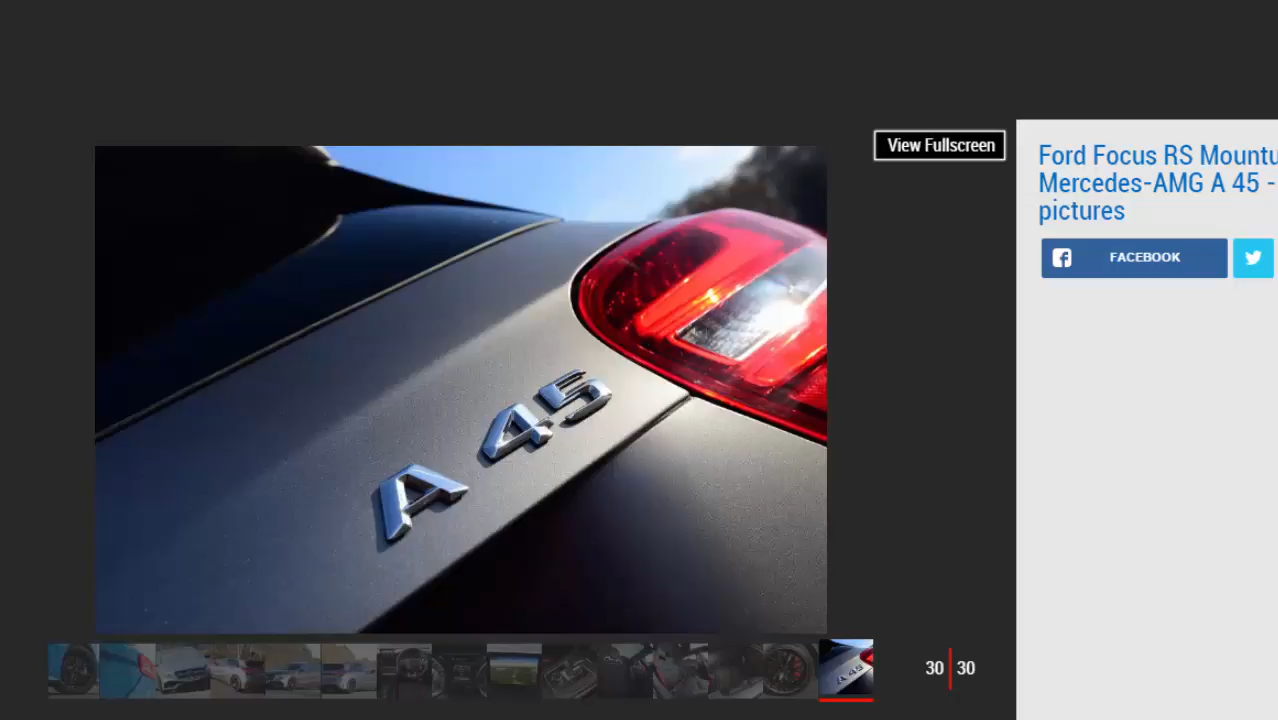 View Fullscreen
Ford Focus RS Mountu
Mercedes-AMG A 45 -
pictures
FACEBOOK
A 45
30 30